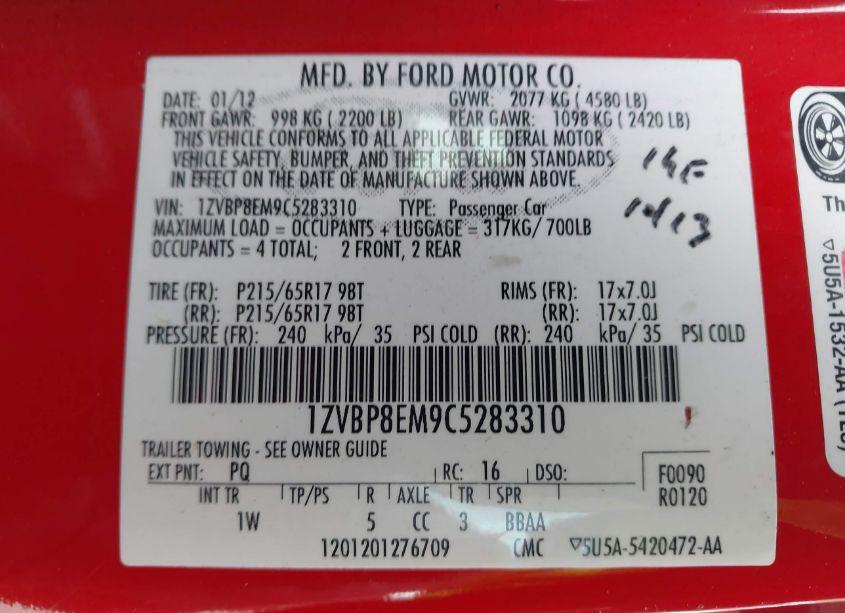 MFD. BY FORD MOTOR CO.
DATE: 01/12 GVWR: 2077 KG ( 4580 LB)
FRONT GAWR: 998 KG ( 2200 LB) REAR GAWR: 1098 KG ( 2420 LB)
THIS VEHICLE CONFORMS TO ALL APPLICABLE FEDERAL MOTOR
VEHICLE SAFETY, BUMPER, AND THEFT PREVENTION STANDARDS
IN EFFECT ON THE DATE OF MANUFACTURE SHOWN ABOVE.
VIN: 1ZVBP8EM9C5283310 TYPE: Passenger Car
MAXIMUM LOAD = OCCUPANTS + LUGGAGE = 317KG/ 700LB
OCCUPANTS = 4 TOTAL; 2 FRONT, 2 REAR
TIRE (FR): P215/65R17 98T RIMS (FR): 17x7.0J
(RR): P215/65R17 98T (RR): 17x7.0J
PRESSURE (FR): 240 kPa/ 35 PSI COLD (RR): 240 kPa/ 35 PSI COLD
1ZVBP8EM9C5283310
TRAILER TOWING - SEE OWNER GUIDE
EXT PNT: PQ RC: 16 DSO: F0090
INT TR TP/PS R AXLE TR SPR R0120
1W 5 CC 3 BBAA
1201201276709 CMC ▽5U5A-5420472-AA
Th
▽5U5A-1532-AA